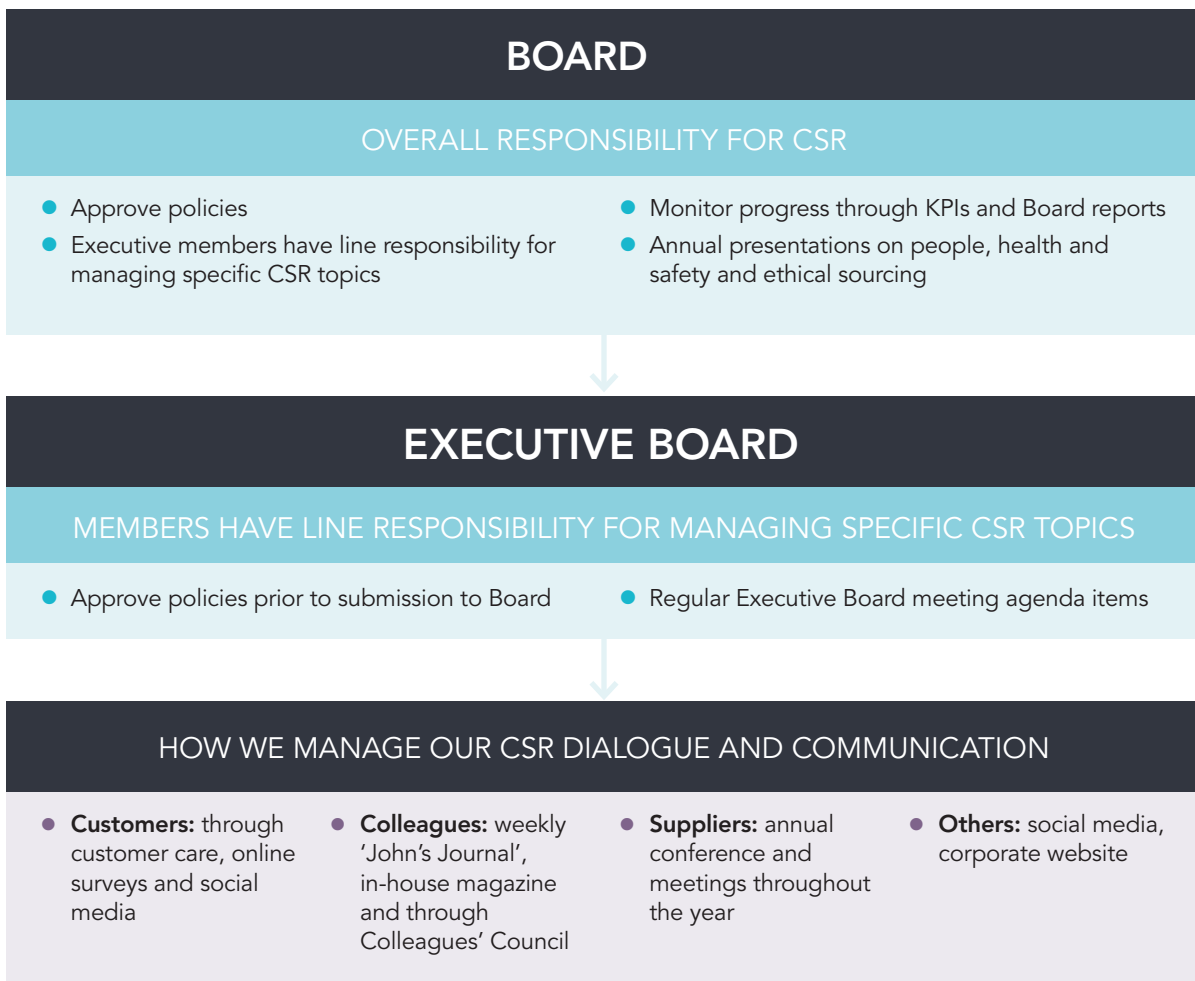 BOARD
OVERALL RESPONSIBILITY FOR CSR
● Approve policies
● Executive members have line responsibility for
managing specific CSR topics
● Monitor progress through KPIs and Board reports
● Annual presentations on people, health and
safety and ethical sourcing
EXECUTIVE BOARD
MEMBERS HAVE LINE RESPONSIBILITY FOR MANAGING SPECIFIC CSR TOPICS
● Approve policies prior to submission to Board
● Regular Executive Board meeting agenda items
HOW WE MANAGE OUR CSR DIALOGUE AND COMMUNICATION
● Customers: through
customer care, online
surveys and social
media
● Colleagues: weekly
‘John’s Journal’,
in-house magazine
and through
Colleagues’ Council
● Suppliers: annual
conference and
meetings throughout
the year
● Others: social media,
corporate website